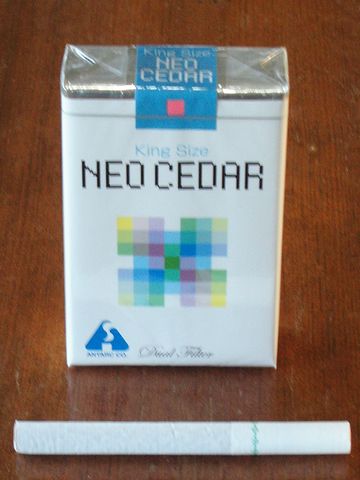 King Size
NEO
CEDAR
King Size
NEO CEDAR
ANTARC CO.
Dual Filter